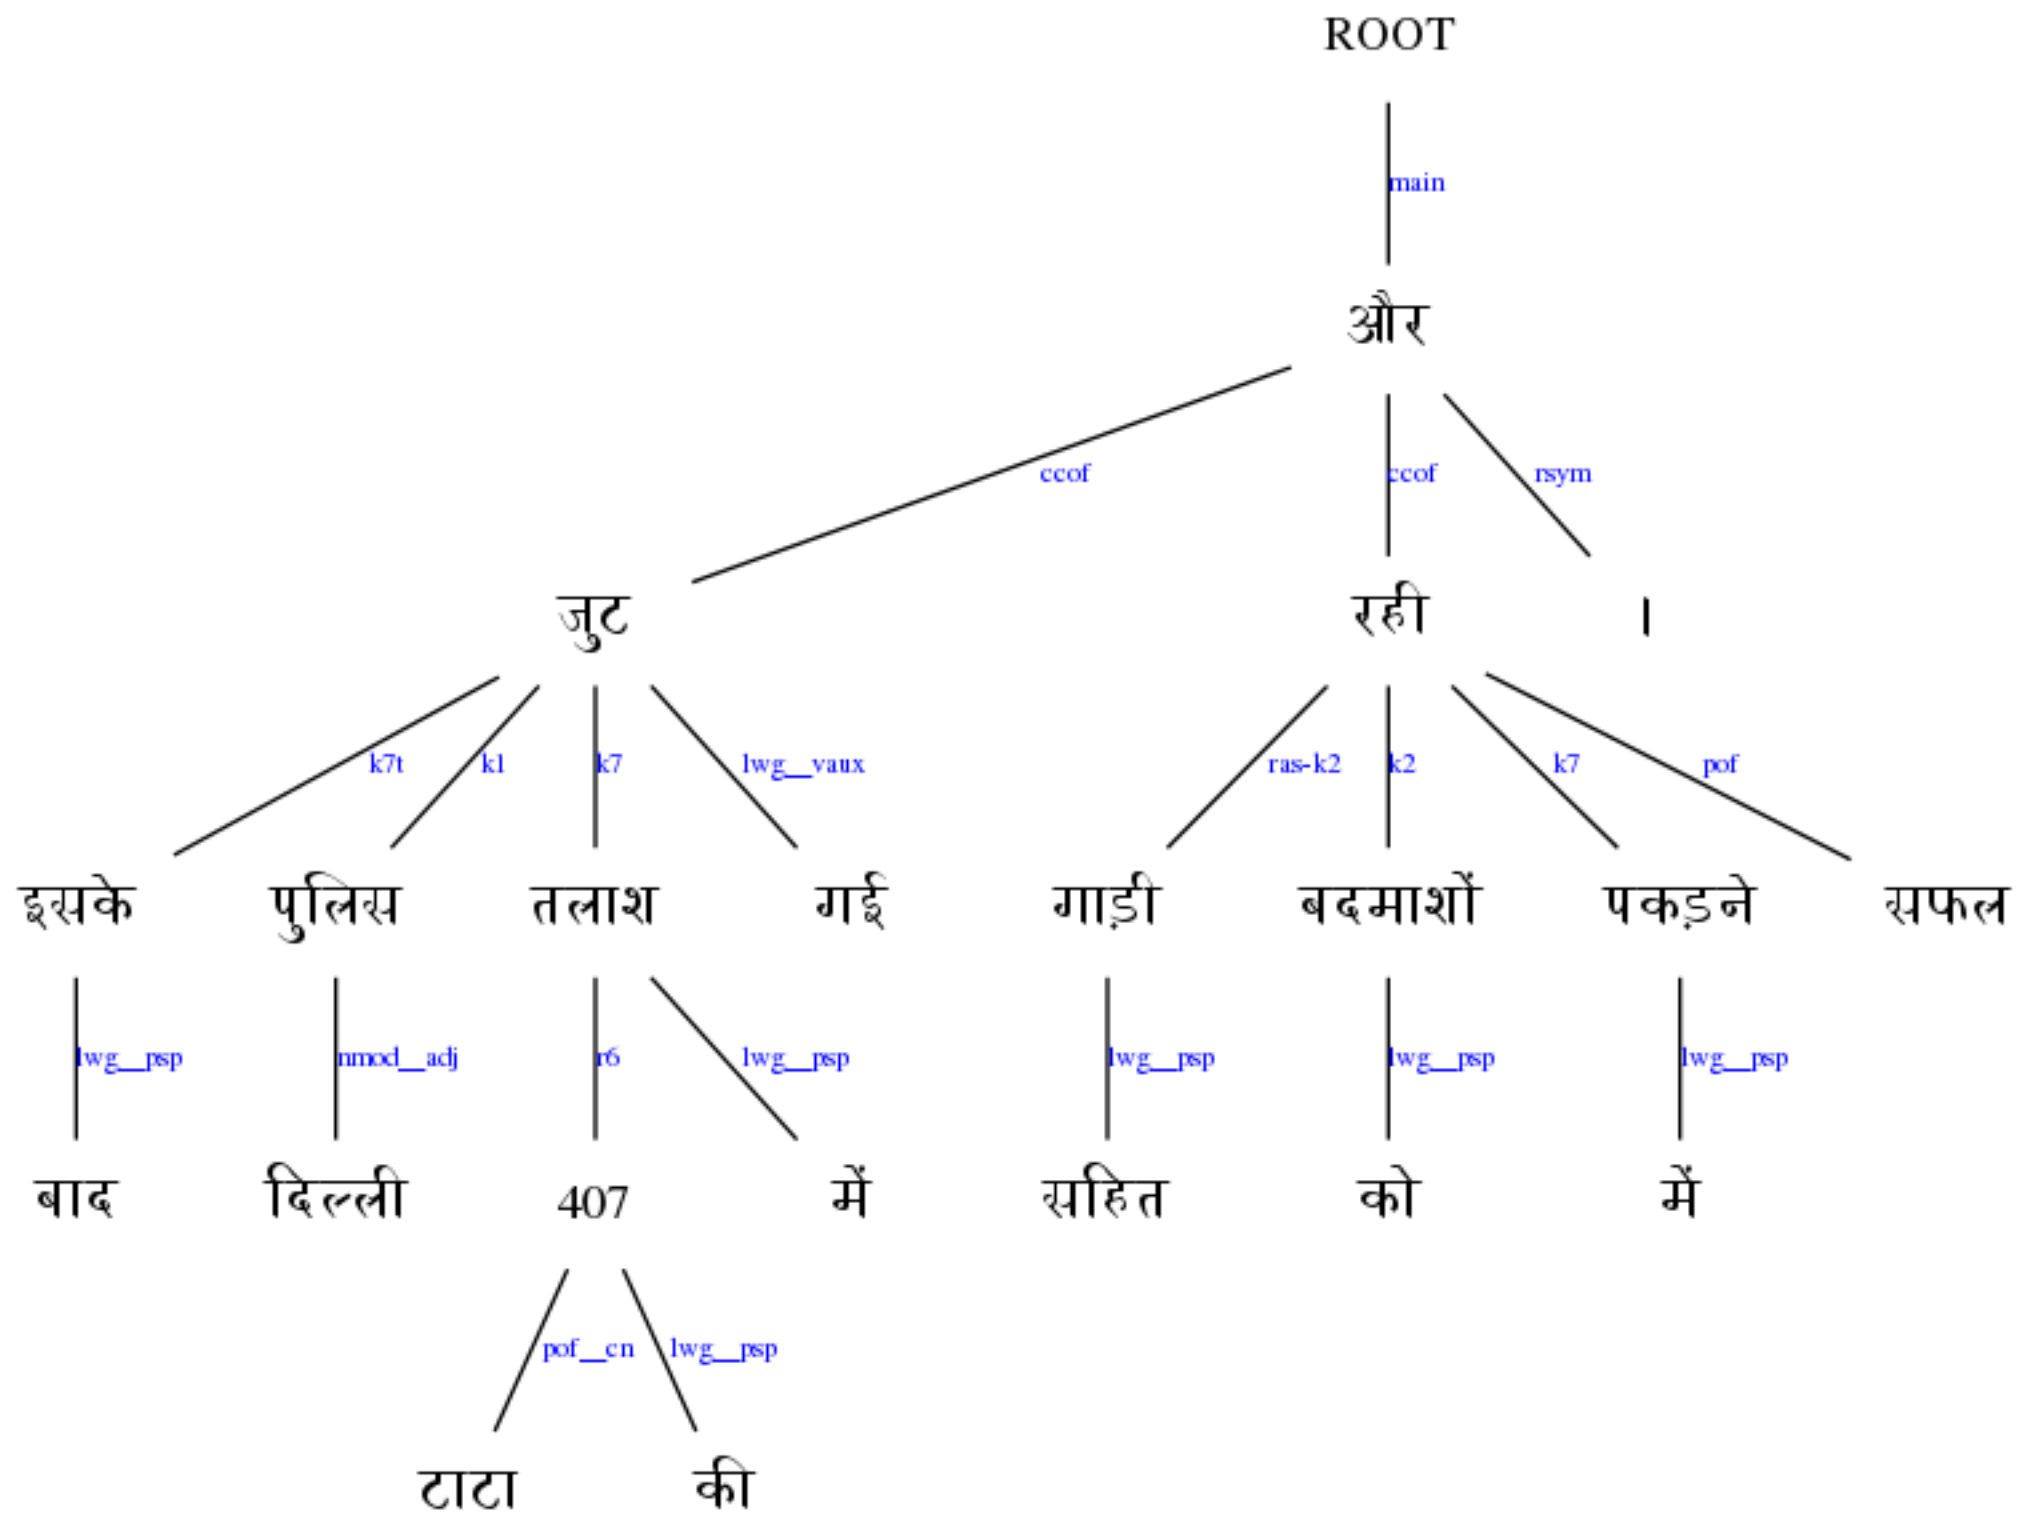 ROOT
main
और
ccof ccof rsym
जुट रही ।
k7t k1 k7 lwg__vaux ras-k2 k2 k7 pof
इसके पुलिस तलाश गई गाड़ी बदमाशों पकड़ने सफल
lwg__psp nmod__adj r6 lwg__psp lwg__psp lwg__psp lwg__psp
बाद दिल्ली 407 में सहित को में
pof__cn lwg__psp
टाटा की